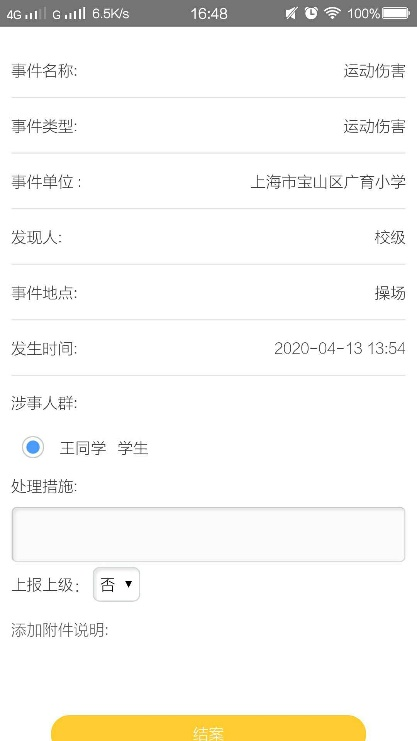 4G G 6.5K/s 16:48 100%
事件名称: 运动伤害
事件类型: 运动伤害
事件单位 : 上海市宝山区广育小学
发现人: 校级
事件地点: 操场
发生时间: 2020-04-13 13:54
涉事人群:
王同学 学生
处理措施:
上报上级： 否
添加附件说明:
结案